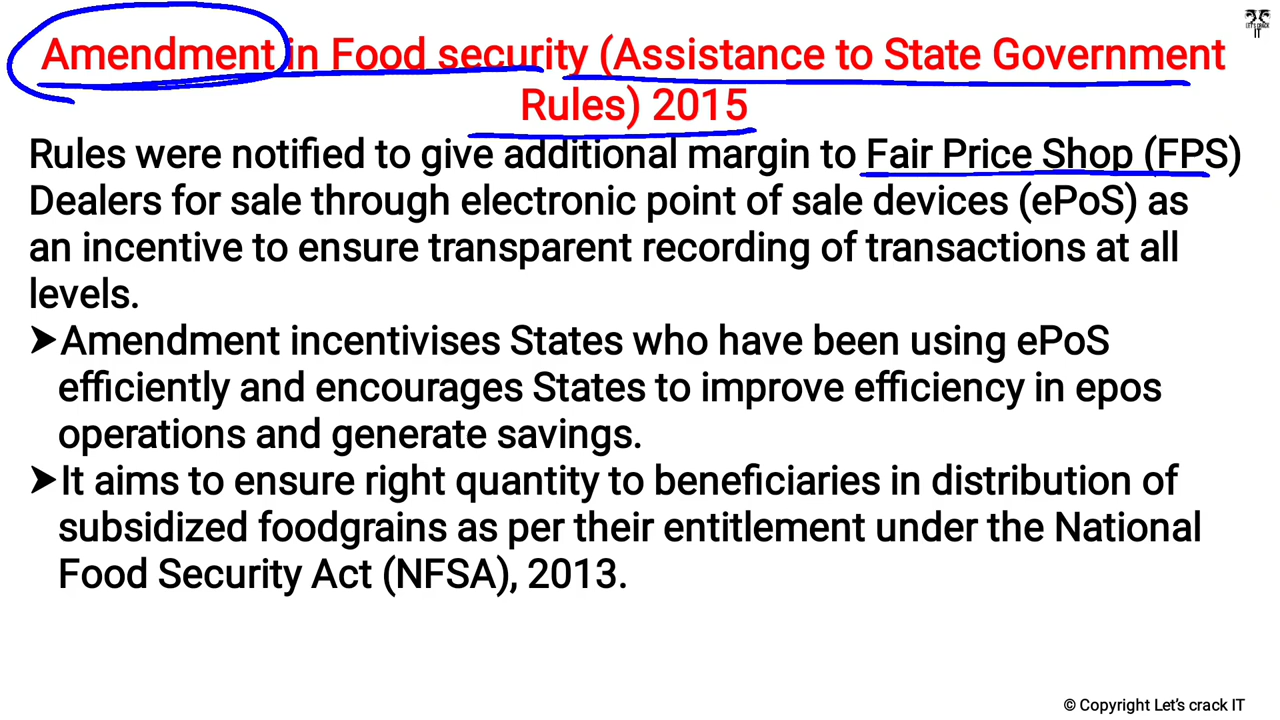 Amendment in Food security (Assistance to State Government
Rules) 2015
Rules were notified to give additional margin to Fair Price Shop (FPS)
Dealers for sale through electronic point of sale devices (ePoS) as
an incentive to ensure transparent recording of transactions at all
levels.
➤Amendment incentivises States who have been using ePoS
efficiently and encourages States to improve efficiency in epos
operations and generate savings.
➤It aims to ensure right quantity to beneficiaries in distribution of
subsidized foodgrains as per their entitlement under the National
Food Security Act (NFSA), 2013.
LET'S CRACK
IT
© Copyright Let's crack IT